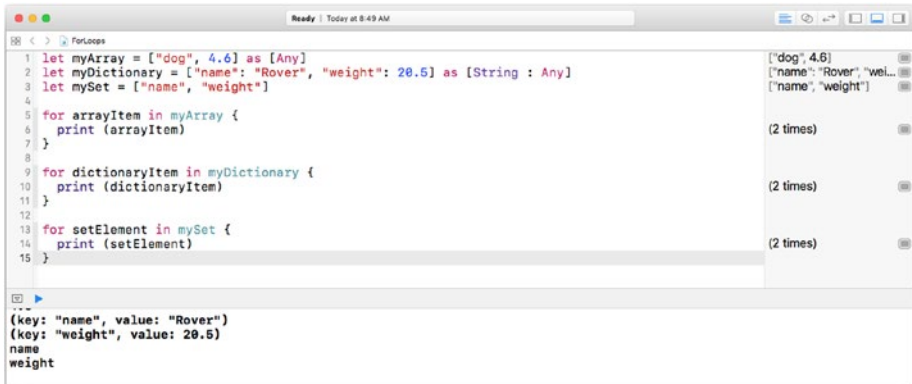 Ready | Today at 8:49 AM
ForLoops
1 let myArray = ["dog", 4.6] as [Any]
["dog", 4.6]
2 let myDictionary = ["name": "Rover", "weight": 20.5] as [String : Any]
["name": "Rover", "wei...
3 let mySet = ["name", "weight"]
["name", "weight"]
4
5 for arrayItem in myArray {
6 print (arrayItem)
(2 times)
7 }
8
9 for dictionaryItem in myDictionary {
10 print (dictionaryItem)
(2 times)
11 }
12
13 for setElement in mySet {
14 print (setElement)
(2 times)
15 }
(key: "name", value: "Rover")
(key: "weight", value: 20.5)
name
weight